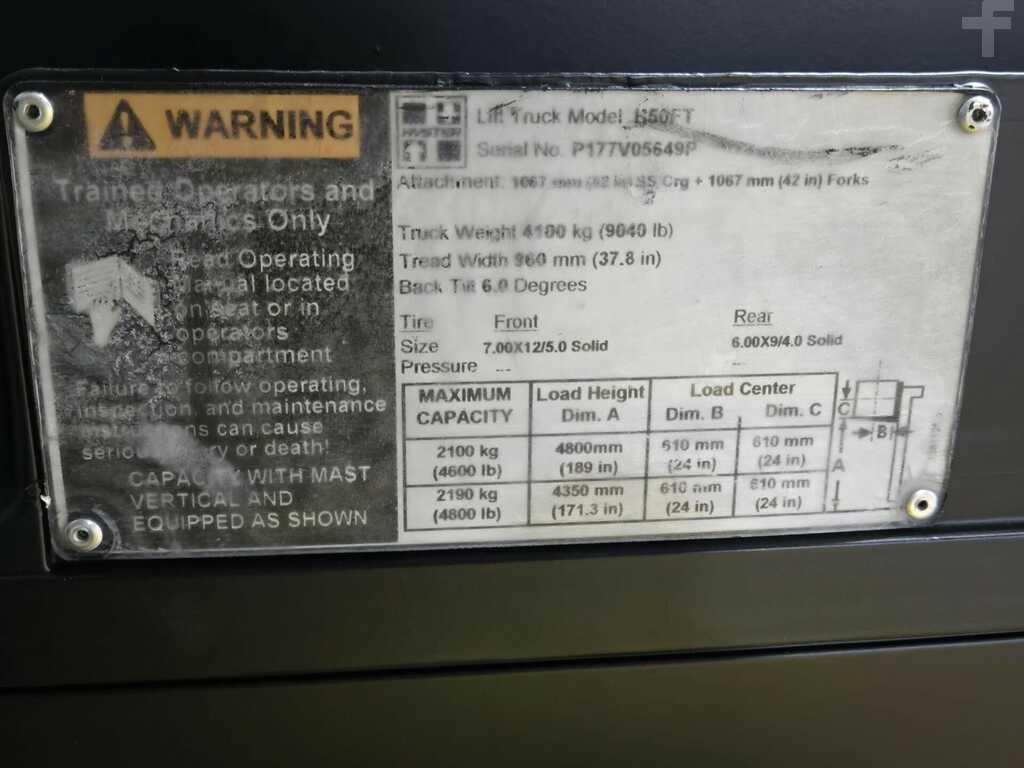 WARNING
Trained Operators and
Mechanics Only
Read Operating
Manual located
on seat or in
operators
compartment
Failure to follow operating,
inspection, and maintenance
instructions can cause
serious injury or death!
CAPACITY WITH MAST
VERTICAL AND
EQUIPPED AS SHOWN
HYSTER
Lift Truck Model
Serial No. P177V05649P
Attachment 1067 mm (42 in) SS Crg + 1067 mm (42 in) Forks
Truck Weight 4100 kg (9040 lb)
Tread Width 960 mm (37.8 in)
Back Tilt 6.0 Degrees
Tire Front Rear
Size 7.00X12/5.0 Solid 6.00X9/4.0 Solid
Pressure --- ---
MAXIMUM CAPACITY Load Height Dim. A Load Center Dim. B Dim. C
2100 kg (4600 lb) 4800mm (189 in) 610 mm (24 in) 610 mm (24 in)
2190 kg (4800 lb) 4350 mm (171.3 in) 610 mm (24 in) 610 mm (24 in)
C
B
A
f